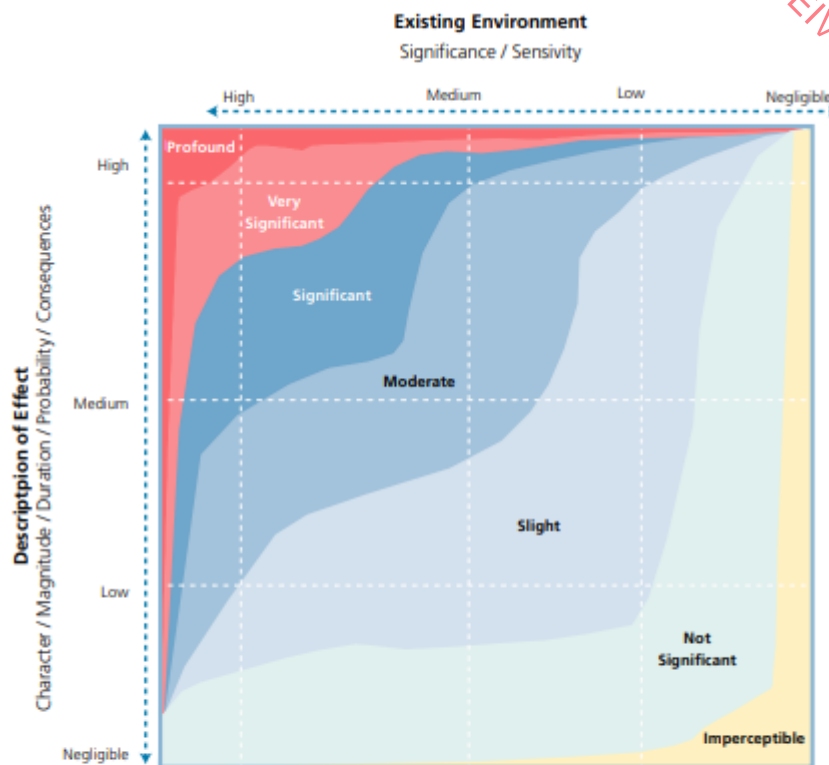 Existing Environment
Significance / Sensivity
High
Medium
Low
Negligible
Descriptpion of Effect
Character / Magnitude / Duration / Probability / Consequences
High
Medium
Low
Negligible
Profound
Very
Significant
Significant
Moderate
Slight
Not
Significant
Imperceptible